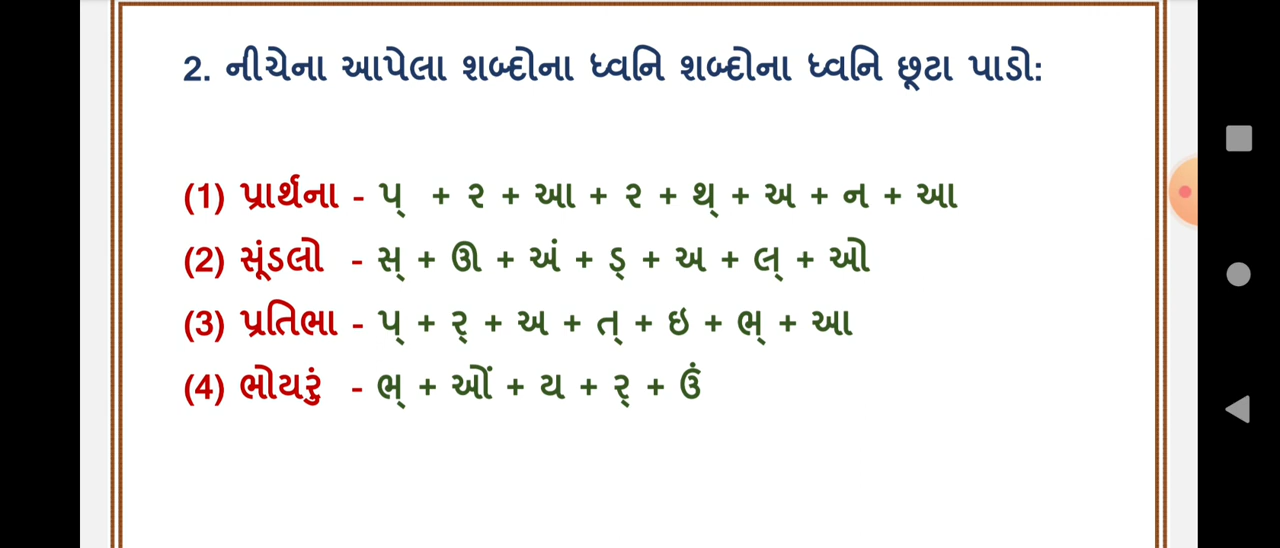 2. નીચેના આપેલા શબ્દોના ધ્વનિ શબ્દોના ધ્વનિ છૂટા પાડો:
(1) પ્રાર્થના - પ્ + ર + આ + ર + થ્ + અ + ન + આ
(2) સૂંડલો - સ્ + ઊ + અં + ડ્ + અ + લ્ + ઓ
(3) પ્રતિભા - પ્ + ર્ + અ + ત્ + ઇ + ભ્ + આ
(4) ભોયરું - ભ્ + ઓં + ય + ર્ + ઉં